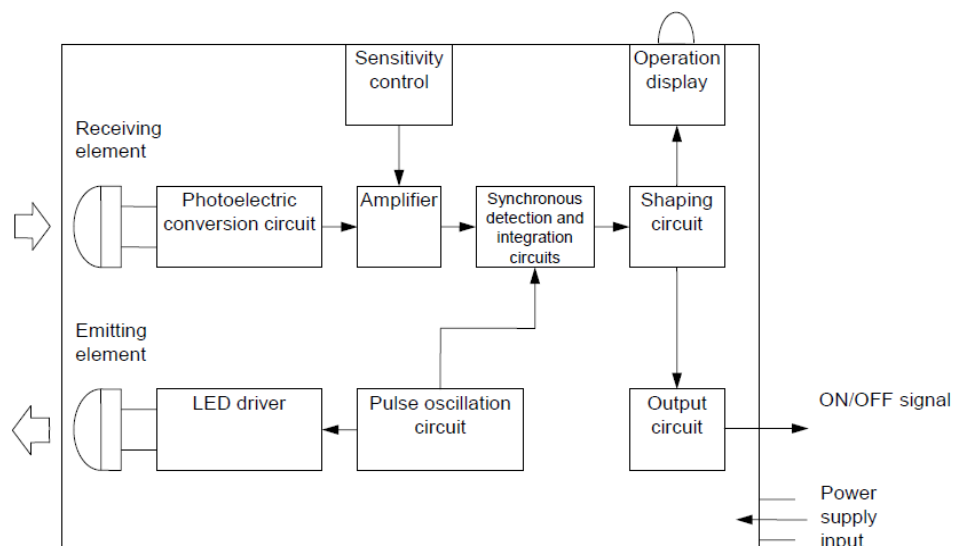 Sensitivity
control
Operation
display
Receiving
element
Photoelectric
conversion circuit
Amplifier
Synchronous
detection and
integration
circuits
Shaping
circuit
Emitting
element
LED driver
Pulse oscillation
circuit
Output
circuit
ON/OFF signal
Power
supply
input